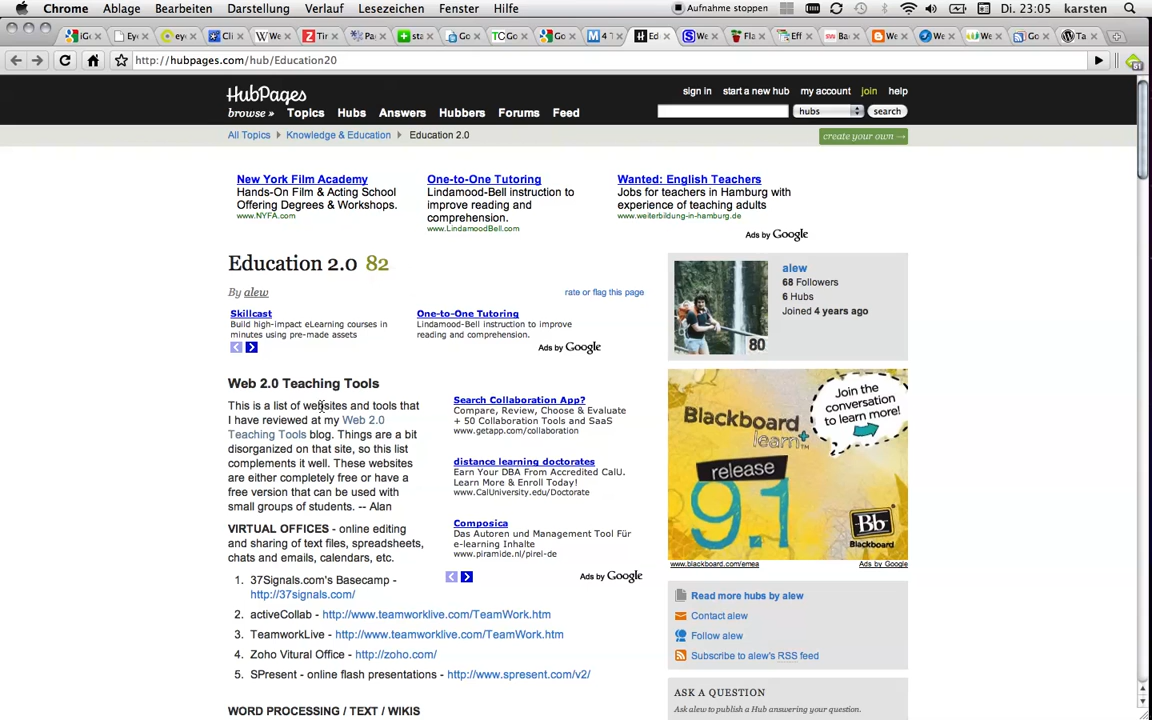 Chrome Ablage Bearbeiten Darstellung Verlauf Lesezeichen Fenster Hilfe Aufnahme stoppen Di. 23:05 karsten
http://hubpages.com/hub/Education20
51
HubPages sign in start a new hub my account join help
browse » Topics Hubs Answers Hubbers Forums Feed hubs search
All Topics Knowledge & Education Education 2.0 create your own →
New York Film Academy
Hands-On Film & Acting School
Offering Degrees & Workshops.
www.NYFA.com
One-to-One Tutoring
Lindamood-Bell instruction to
improve reading and
comprehension.
www.LindamoodBell.com
Wanted: English Teachers
Jobs for teachers in Hamburg with
experience of teaching adults
www.weiterbildung-in-hamburg.de
Ads by Google
Education 2.0 82
By alew rate or flag this page
Skillcast
Build high-impact eLearning courses in
minutes using pre-made assets
One-to-One Tutoring
Lindamood-Bell instruction to improve
reading and comprehension.
Ads by Google
Web 2.0 Teaching Tools
This is a list of websites and tools that
I have reviewed at my Web 2.0
Teaching Tools blog. Things are a bit
disorganized on that site, so this list
complements it well. These websites
are either completely free or have a
free version that can be used with
small groups of students. -- Alan
Search Collaboration App?
Compare, Review, Choose & Evaluate
+ 50 Collaboration Tools and SaaS
www.getapp.com/collaboration
distance learning doctorates
Earn Your DBA From Accredited CalU.
Learn More & Enroll Today!
www.CalUniversity.edu/Doctorate
Composica
Das Autoren und Management Tool Für
e-learning Inhalte
www.piramide.nl/pirel-de
Ads by Google
VIRTUAL OFFICES - online editing
and sharing of text files, spreadsheets,
chats and emails, calendars, etc.
1. 37Signals.com's Basecamp -
http://37signals.com/
2. activeCollab - http://www.teamworklive.com/TeamWork.htm
3. TeamworkLive - http://www.teamworklive.com/TeamWork.htm
4. Zoho Vitural Office - http://zoho.com/
5. SPresent - online flash presentations - http://www.spresent.com/v2/
WORD PROCESSING / TEXT / WIKIS
alew
68 Followers
6 Hubs
Joined 4 years ago
80
Join the
conversation
to learn more!
Blackboard
learn+
release
9.1
Bb
Blackboard
www.blackboard.com/emea Ads by Google
Read more hubs by alew
Contact alew
Follow alew
Subscribe to alew's RSS feed
ASK A QUESTION
Ask alew to publish a Hub answering your question.